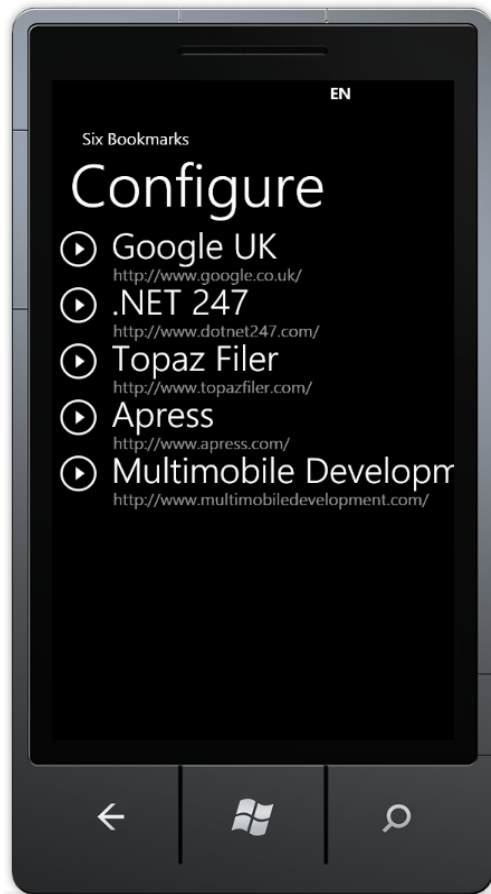 EN
Six Bookmarks
Configure
Google UK
http://www.google.co.uk/
.NET 247
http://www.dotnet247.com/
Topaz Filer
http://www.topazfiler.com/
Apress
http://www.apress.com/
Multimobile Developm
http://www.multimobiledevelopment.com/